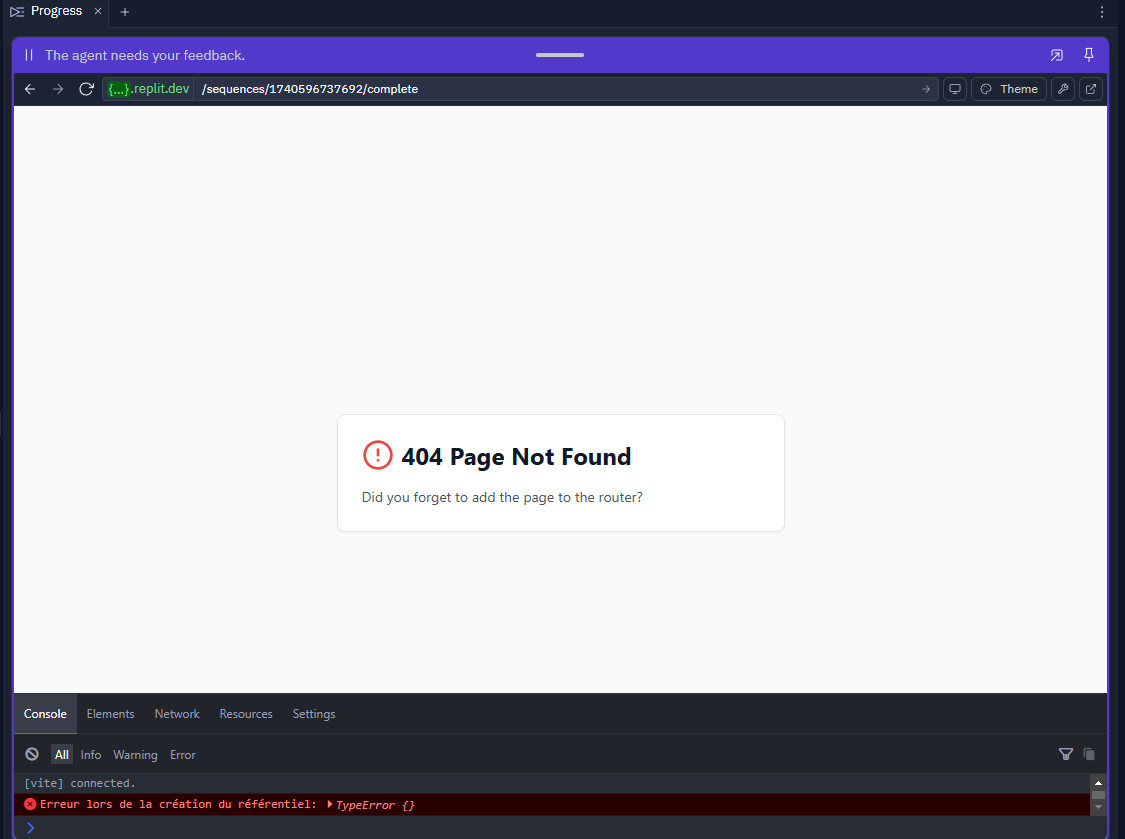 Progress
The agent needs your feedback.
{...}.replit.dev /sequences/1740596737692/complete Theme
404 Page Not Found
Did you forget to add the page to the router?
Console Elements Network Resources Settings
All Info Warning Error
[vite] connected.
Erreur lors de la création du référentiel: TypeError {}